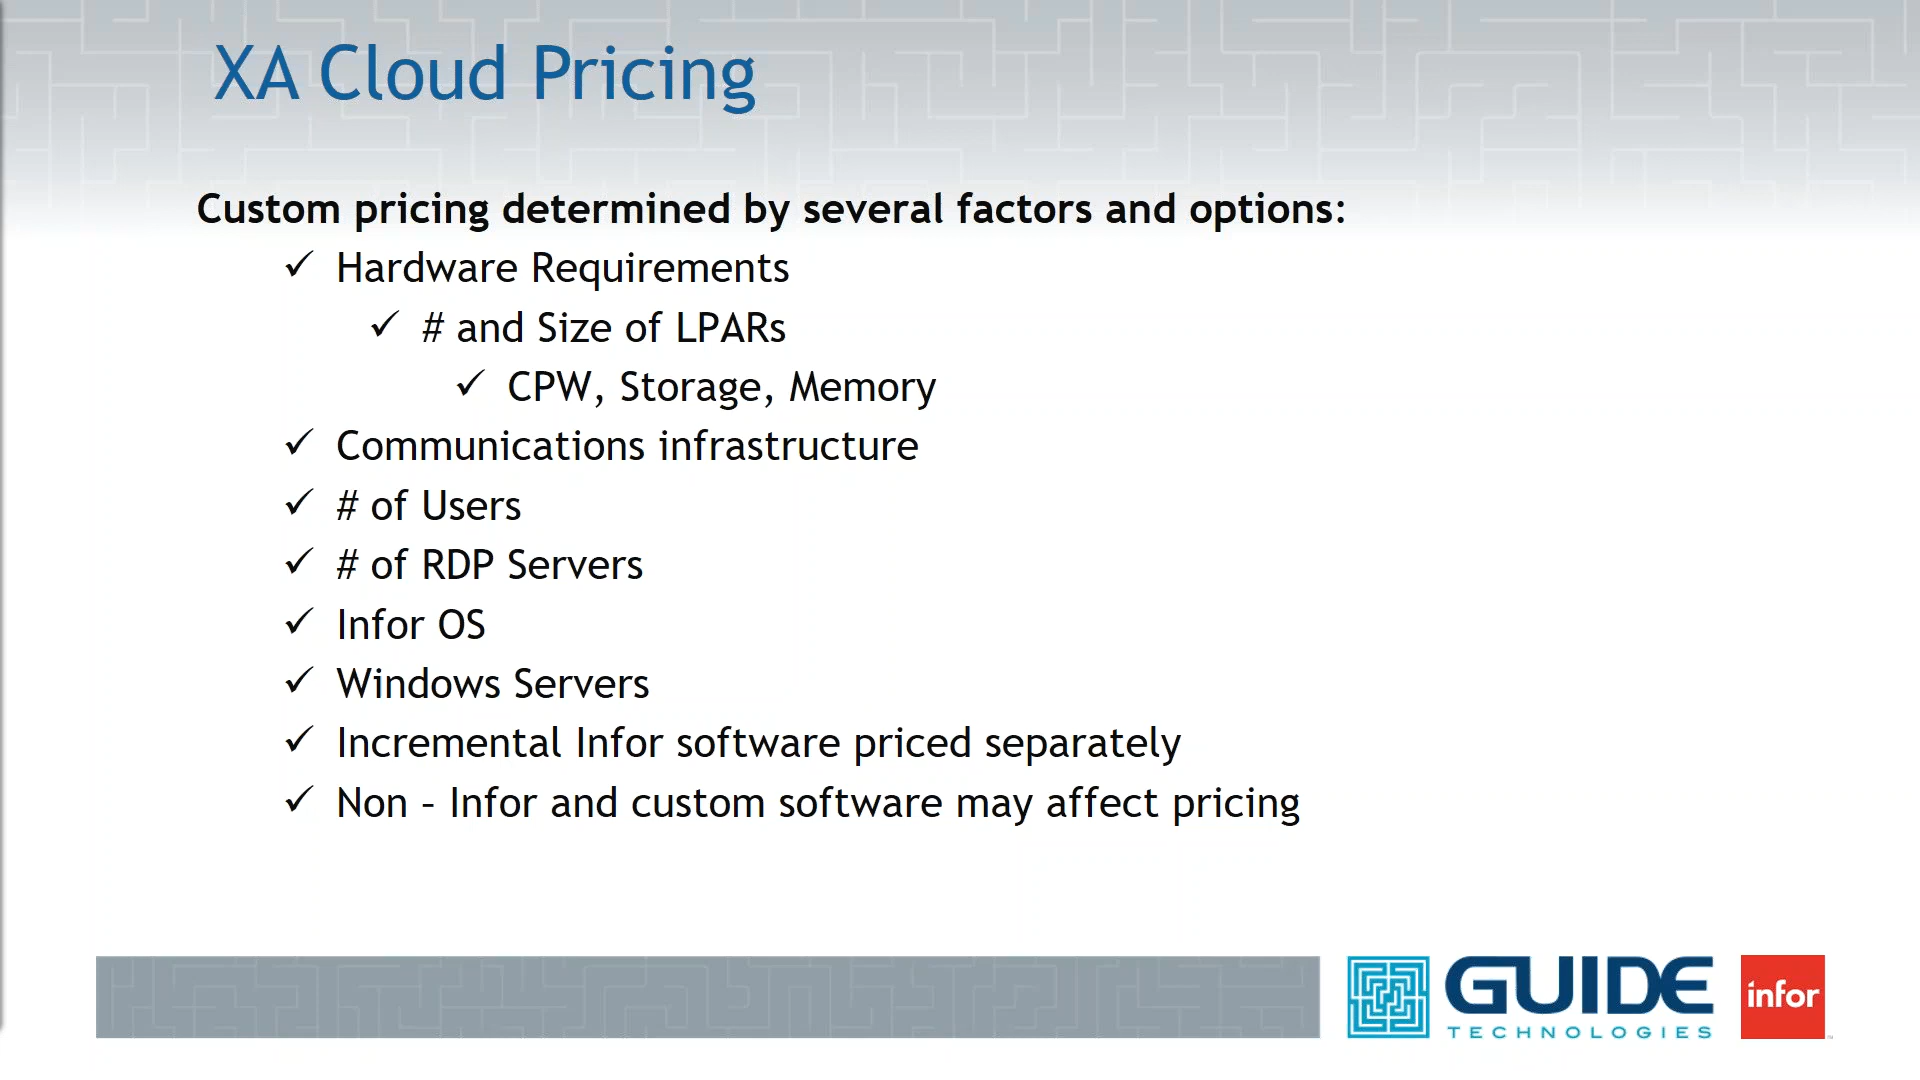 XA Cloud Pricing
Custom pricing determined by several factors and options:
✓ Hardware Requirements
✓ # and Size of LPARs
✓ CPW, Storage, Memory
✓ Communications infrastructure
✓ # of Users
✓ # of RDP Servers
✓ Infor OS
✓ Windows Servers
✓ Incremental Infor software priced separately
✓ Non – Infor and custom software may affect pricing
GUIDE
TECHNOLOGIES
infor